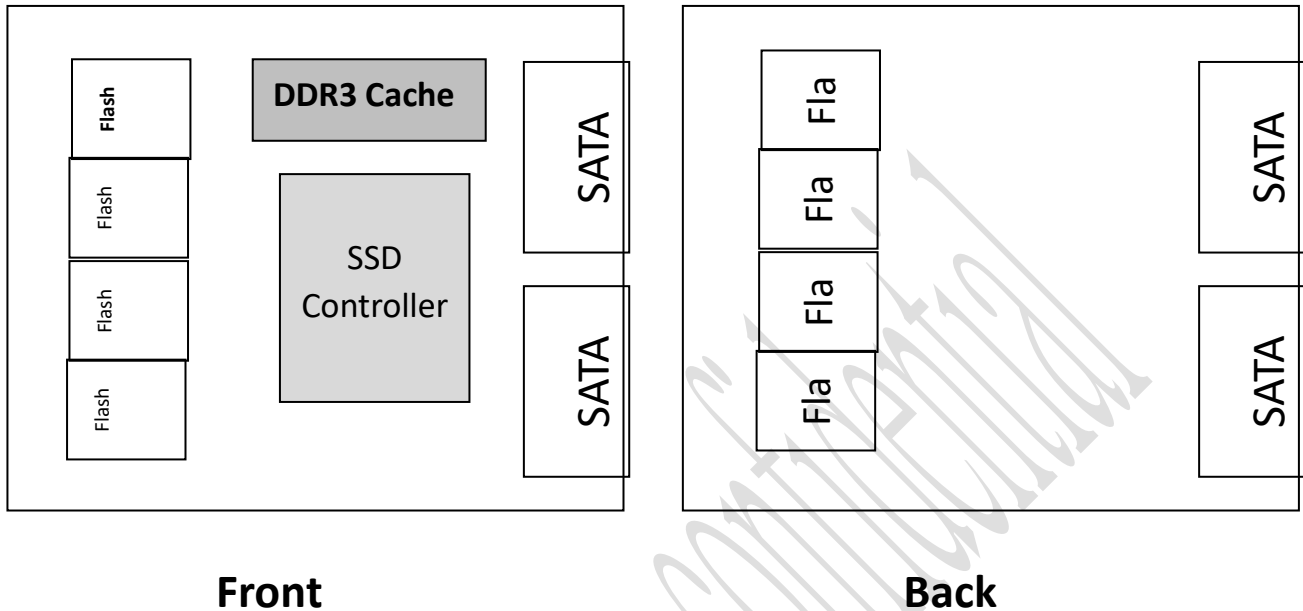 Flash
Flash
Flash
Flash
DDR3 Cache
SSD
Controller
SATA
SATA
Front
Fla
Fla
Fla
Fla
SATA
SATA
Back